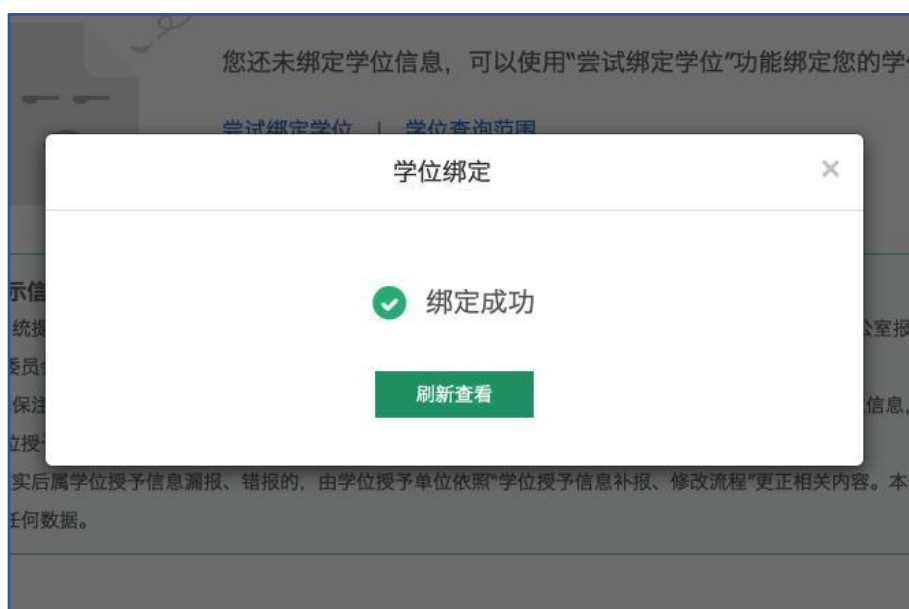 您还未绑定学位信息，可以使用“尝试绑定学位”功能绑定您的学
尝试绑定学位 | 学位查询范围
学位绑定 ×
示信
绑定成功
统提
公室报
委员会
刷新查看
保注
信息，
位授予
实后属学位授予信息漏报、错报的，由学位授予单位依照“学位授予信息补报、修改流程”更正相关内容。本
任何数据。